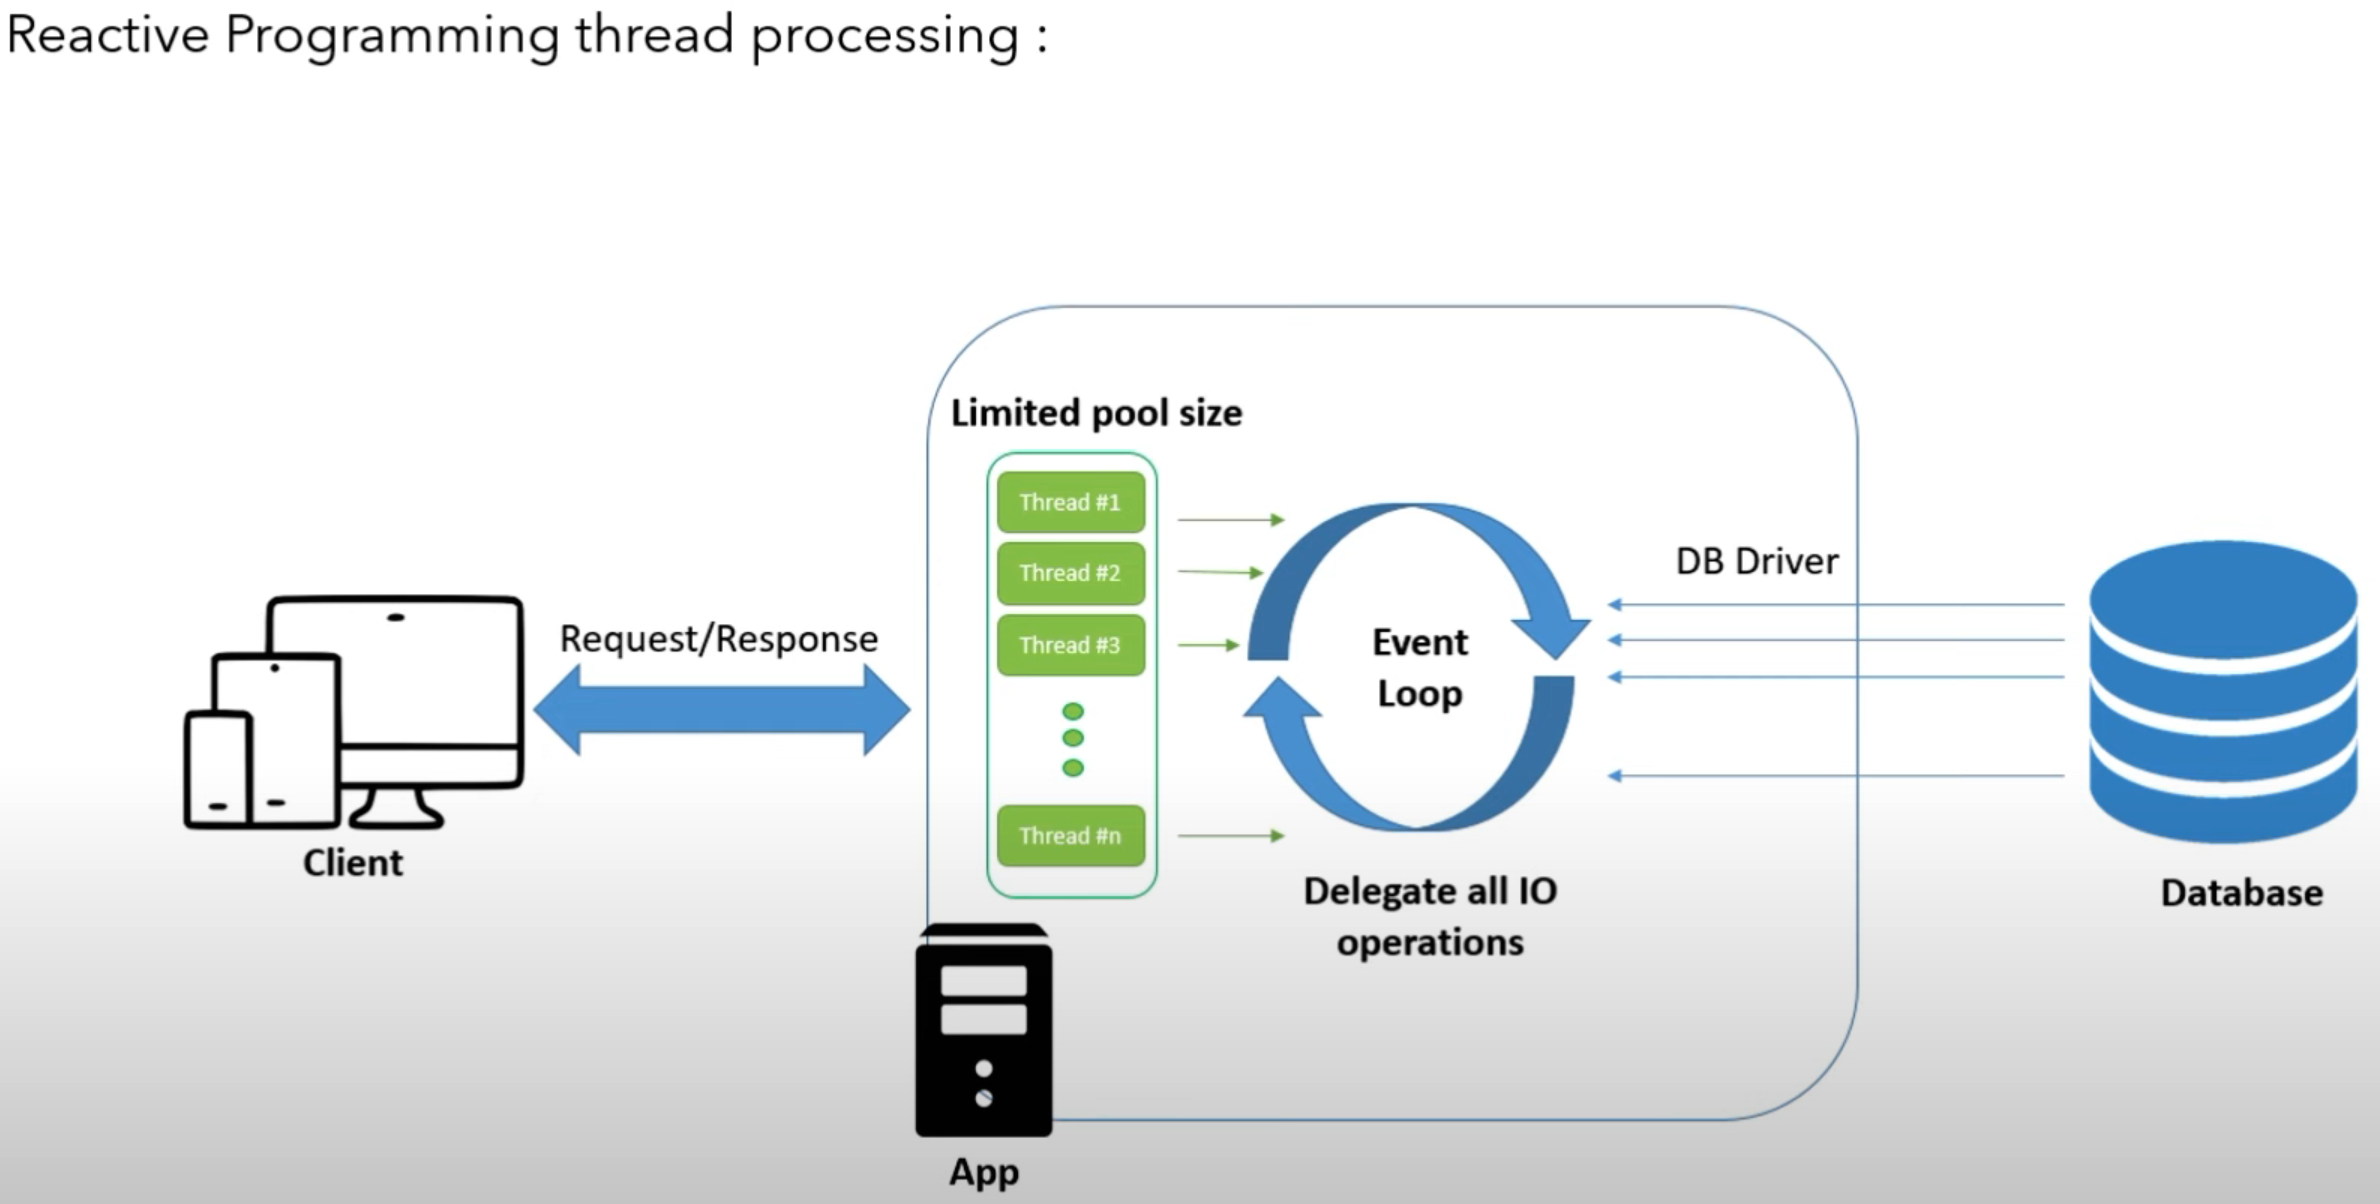 Reactive Programming thread processing :
Limited pool size
Thread #1
Thread #2
Thread #3
Thread #n
Request/Response
Event
Loop
DB Driver
Client
Delegate all IO
operations
Database
App